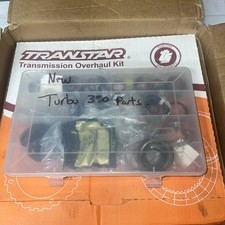 TRANSTAR
Transmission Overhaul Kit
New
Turbo 350 Parts.